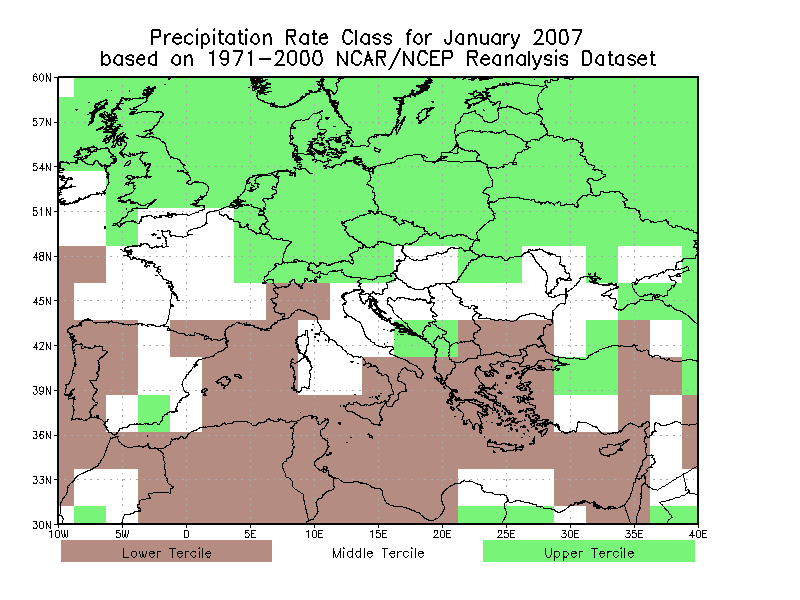 Precipitation Rate Class for January 2007
based on 1971-2000 NCAR/NCEP Reanalysis Dataset
60N
57N
54N
51N
48N
45N
42N
39N
36N
33N
30N
10W 5W 0 5E 10E 15E 20E 25E 30E 35E 40E
Lower Tercile Middle Tercile Upper Tercile